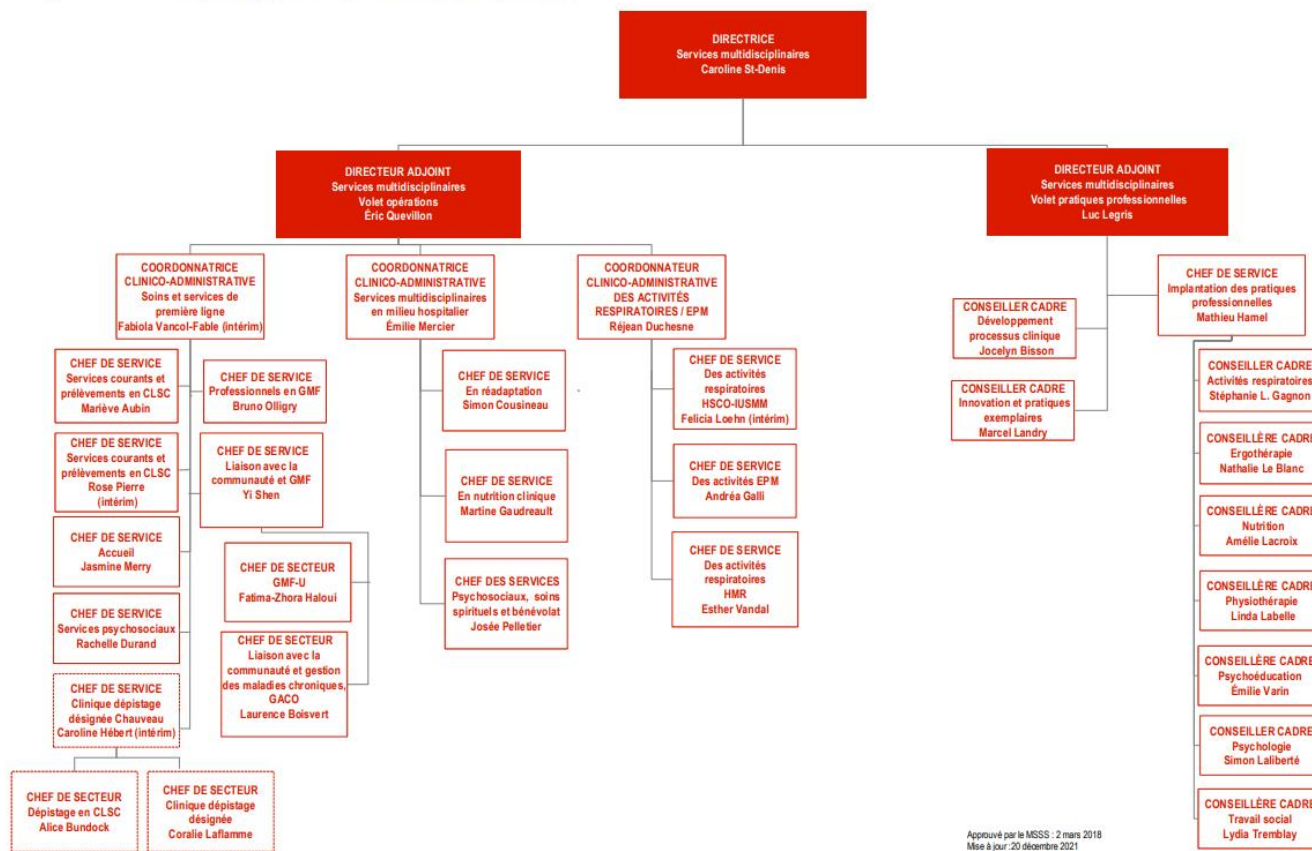 DIRECTRICE
Services multidisciplinaires
Caroline St-Denis
DIRECTEUR ADJOINT
Services multidisciplinaires
Volet opérations
Éric Quevillon
DIRECTEUR ADJOINT
Services multidisciplinaires
Volet pratiques professionnelles
Luc Legris
COORDONNATRICE
CLINICO-ADMINISTRATIVE
Soins et services de
première ligne
Fabiola Vancol-Fable (intérim)
COORDONNATRICE
CLINICO-ADMINISTRATIVE
Services multidisciplinaires
en milieu hospitalier
Émilie Mercier
COORDONNATEUR
CLINICO-ADMINISTRATIVE
DES ACTIVITÉS
RESPIRATOIRES / EPM
Réjean Duchesne
CHEF DE SERVICE
Implantation des pratiques
professionnelles
Mathieu Hamel
CONSEILLER CADRE
Développement
processus clinique
Jocelyn Bisson
CONSEILLER CADRE
Innovation et pratiques
exemplaires
Marcel Landry
CHEF DE SERVICE
Services courants et
prélèvements en CLSC
Mariève Aubin
CHEF DE SERVICE
Services courants et
prélèvements en CLSC
Rose Pierre
(intérim)
CHEF DE SERVICE
Accueil
Jasmine Merry
CHEF DE SERVICE
Services psychosociaux
Rachelle Durand
CHEF DE SERVICE
Clinique dépistage
désignée Chauveau
Caroline Hébert (intérim)
CHEF DE SECTEUR
Dépistage en CLSC
Alice Bundock
CHEF DE SECTEUR
Clinique dépistage
désignée
Coralie Laflamme
CHEF DE SERVICE
Professionnels en GMF
Bruno Olligry
CHEF DE SERVICE
Liaison avec la
communauté et GMF
Yi Shen
CHEF DE SECTEUR
GMF-U
Fatima-Zhora Haloui
CHEF DE SECTEUR
Liaison avec la
communauté et gestion
des maladies chroniques,
GACO
Laurence Boisvert
CHEF DE SERVICE
En réadaptation
Simon Cousineau
CHEF DE SERVICE
En nutrition clinique
Martine Gaudreault
CHEF DES SERVICES
Psychosociaux, soins
spirituels et bénévolat
Josée Pelletier
CHEF DE SERVICE
Des activités
respiratoires
HSCO-IUSMM
Felicia Loehn (intérim)
CHEF DE SERVICE
Des activités EPM
Andréa Galli
CHEF DE SERVICE
Des activités
respiratoires
HMR
Esther Vandal
CONSEILLER CADRE
Activités respiratoires
Stéphanie L. Gagnon
CONSEILLÈRE CADRE
Ergothérapie
Nathalie Le Blanc
CONSEILLÈRE CADRE
Nutrition
Amélie Lacroix
CONSEILLÈRE CADRE
Physiothérapie
Linda Labelle
CONSEILLÈRE CADRE
Psychoéducation
Émilie Varin
CONSEILLER CADRE
Psychologie
Simon Laliberté
CONSEILLÈRE CADRE
Travail social
Lydia Tremblay
Approuvé par le MSSS : 2 mars 2018
Mise à jour : 20 décembre 2021